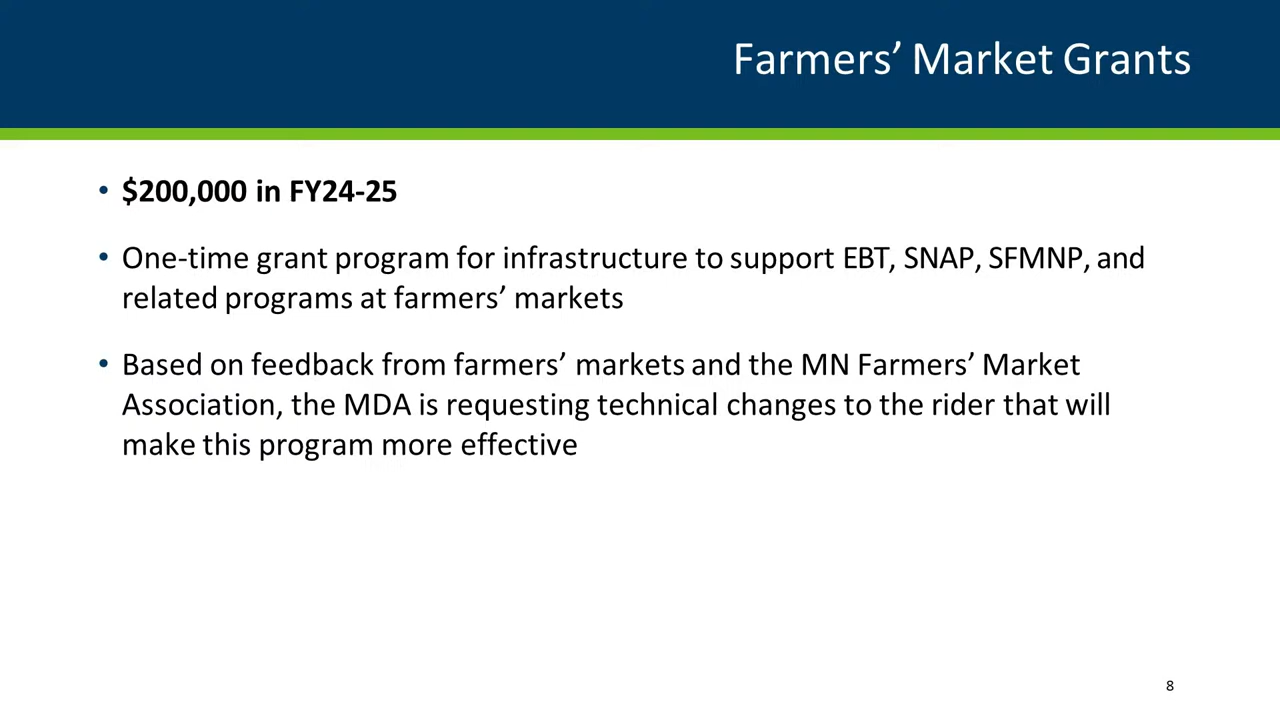 Farmers’ Market Grants
• $200,000 in FY24-25
• One-time grant program for infrastructure to support EBT, SNAP, SFMNP, and
related programs at farmers’ markets
• Based on feedback from farmers’ markets and the MN Farmers’ Market
Association, the MDA is requesting technical changes to the rider that will
make this program more effective
8